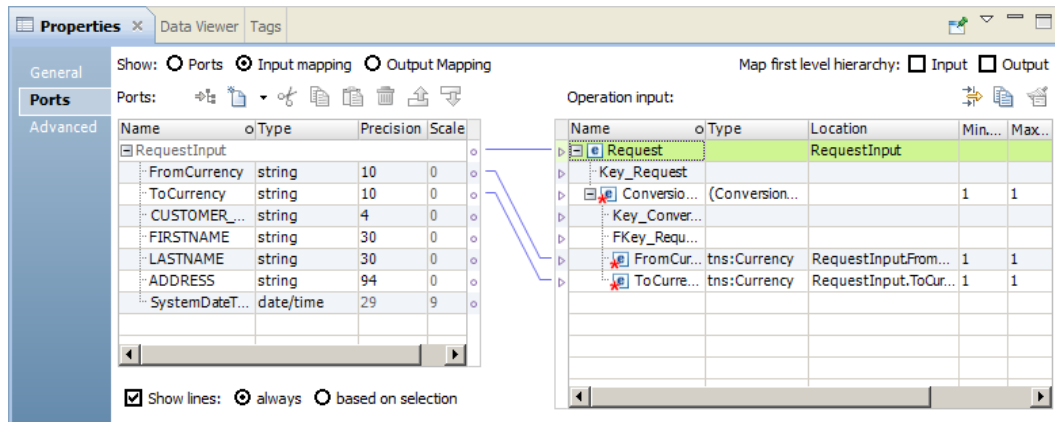 Properties Data Viewer Tags
General
Ports
Advanced
Show: Ports Input mapping Output Mapping
Map first level hierarchy: Input Output
Ports:
Operation input:
Name Type Precision Scale
RequestInput
FromCurrency string 10 0
ToCurrency string 10 0
CUSTOMER_... string 4 0
FIRSTNAME string 30 0
LASTNAME string 30 0
ADDRESS string 94 0
SystemDateT... date/time 29 9
Name Type Location Min.... Max...
Request RequestInput
Key_Request
Conversio... (Conversion... 1 1
Key_Conver...
FKey_Requ...
FromCur... tns:Currency RequestInput.From... 1 1
ToCurre... tns:Currency RequestInput.ToCur... 1 1
Show lines: always based on selection